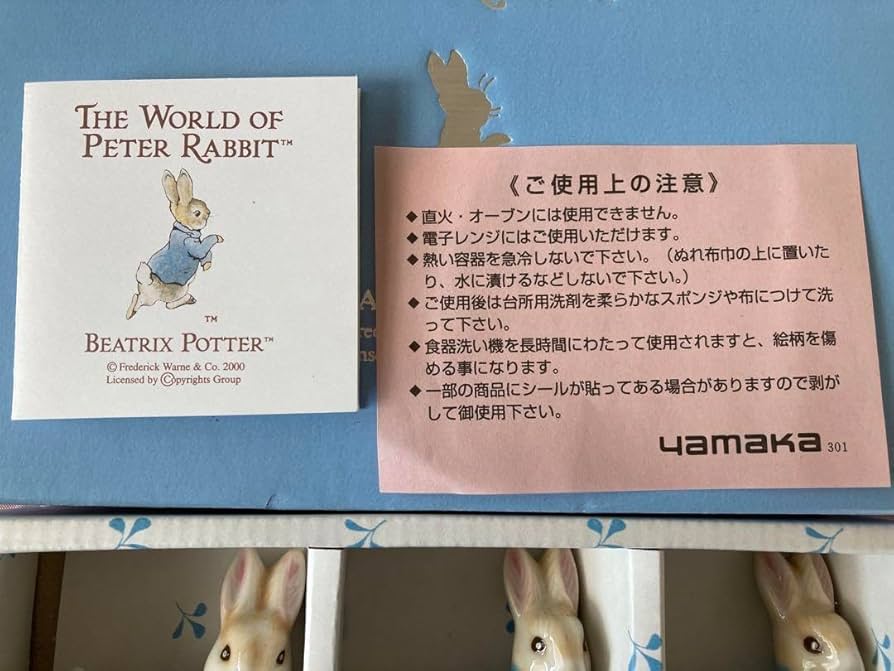 THE WORLD OF
PETER RABBIT™
™
BEATRIX POTTER™
© Frederick Warne & Co. 2000
Licensed by Copyrights Group
《ご使用上の注意》
◆直火・オーブンには使用できません。
◆電子レンジにはご使用いただけます。
◆熱い容器を急冷しないで下さい。（ぬれ布巾の上に置いた
り、水に漬けるなどしないで下さい。）
◆ご使用後は台所用洗剤を柔らかなスポンジや布につけて洗
って下さい。
◆食器洗い機を長時間にわたって使用されますと、絵柄を傷
める事になります。
◆一部の商品にシールが貼ってある場合がありますので剥が
して御使用下さい。
yamaka 301